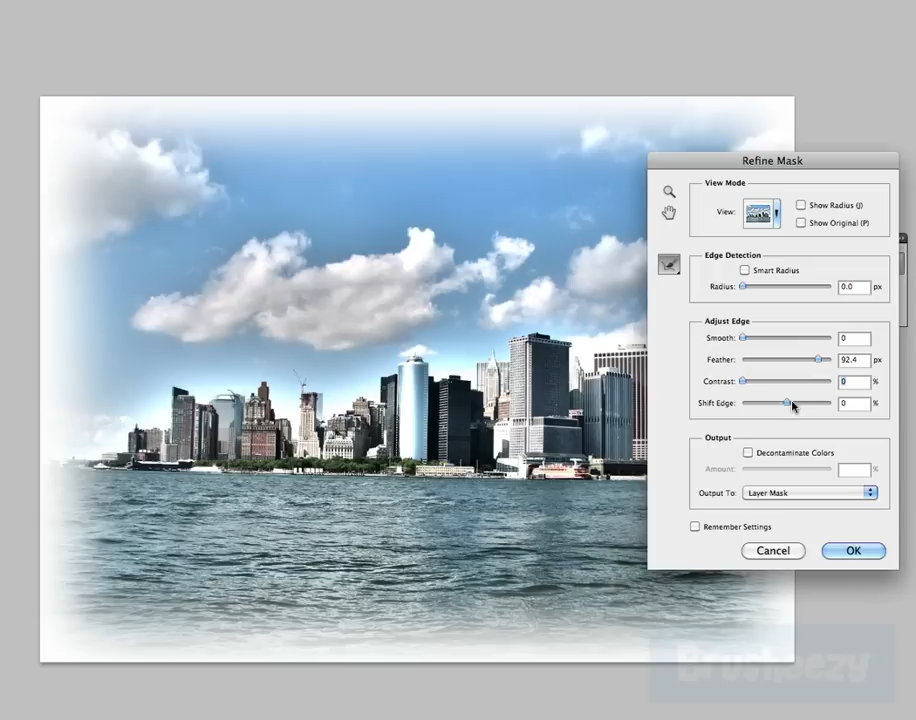 Refine Mask
View Mode
View:
Show Radius (J)
Show Original (P)
Edge Detection
Smart Radius
Radius: 0.0 px
Adjust Edge
Smooth: 0
Feather: 92.4 px
Contrast: 0 %
Shift Edge: 0 %
Output
Decontaminate Colors
Amount: %
Output To: Layer Mask
Remember Settings
Cancel OK
Brusheezy